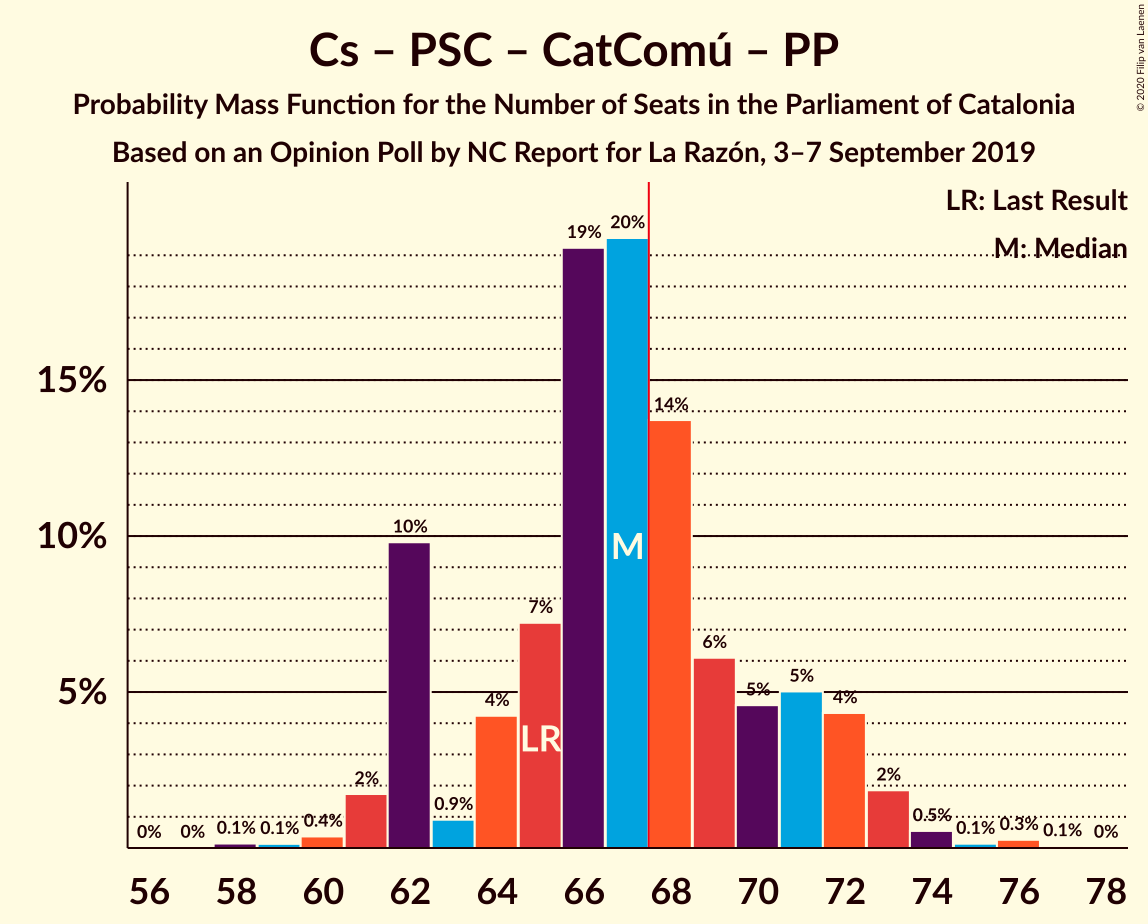 Cs – PSC – CatComú – PP
Probability Mass Function for the Number of Seats in the Parliament of Catalonia
Based on an Opinion Poll by NC Report for La Razón, 3–7 September 2019
© 2020 Filip van Laenen
LR: Last Result
M: Median
15%
10%
5%
0% 0% 0.1% 0.1% 0.4% 2% 10% 0.9% 4% 7% 19% 20% 14% 6% 5% 5% 4% 2% 0.5% 0.1% 0.3% 0.1% 0%
M
LR
56 58 60 62 64 66 68 70 72 74 76 78